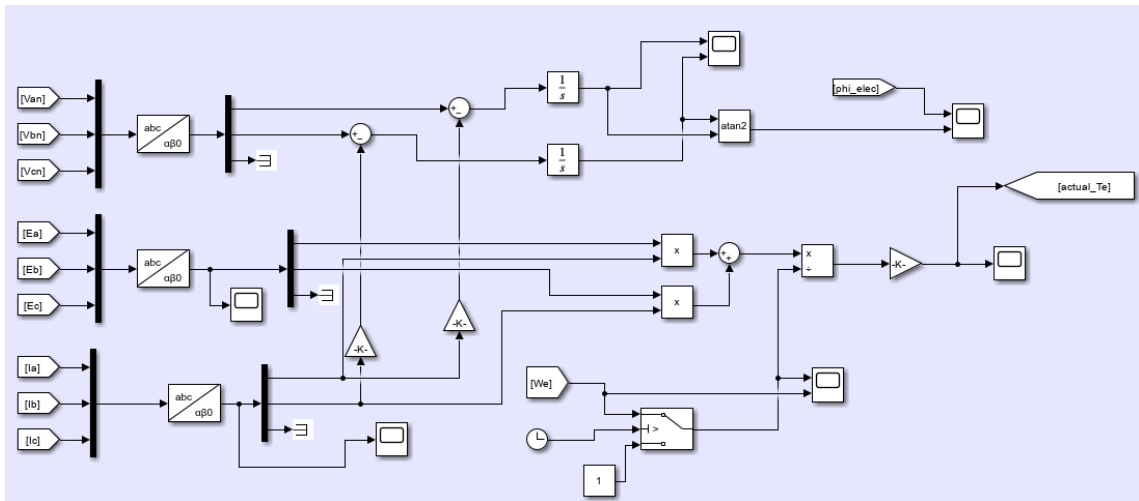 [Van]
[Vbn]
[Vcn]
abc
αβ0
+
−
+
−
1
s
1
s
atan2
[phi_elec]
[actual_Te]
[Ea]
[Eb]
[Ec]
abc
αβ0
x
x
+
+
x
÷
-K-
-K-
-K-
[Ia]
[Ib]
[Ic]
abc
αβ0
[We]
>
1